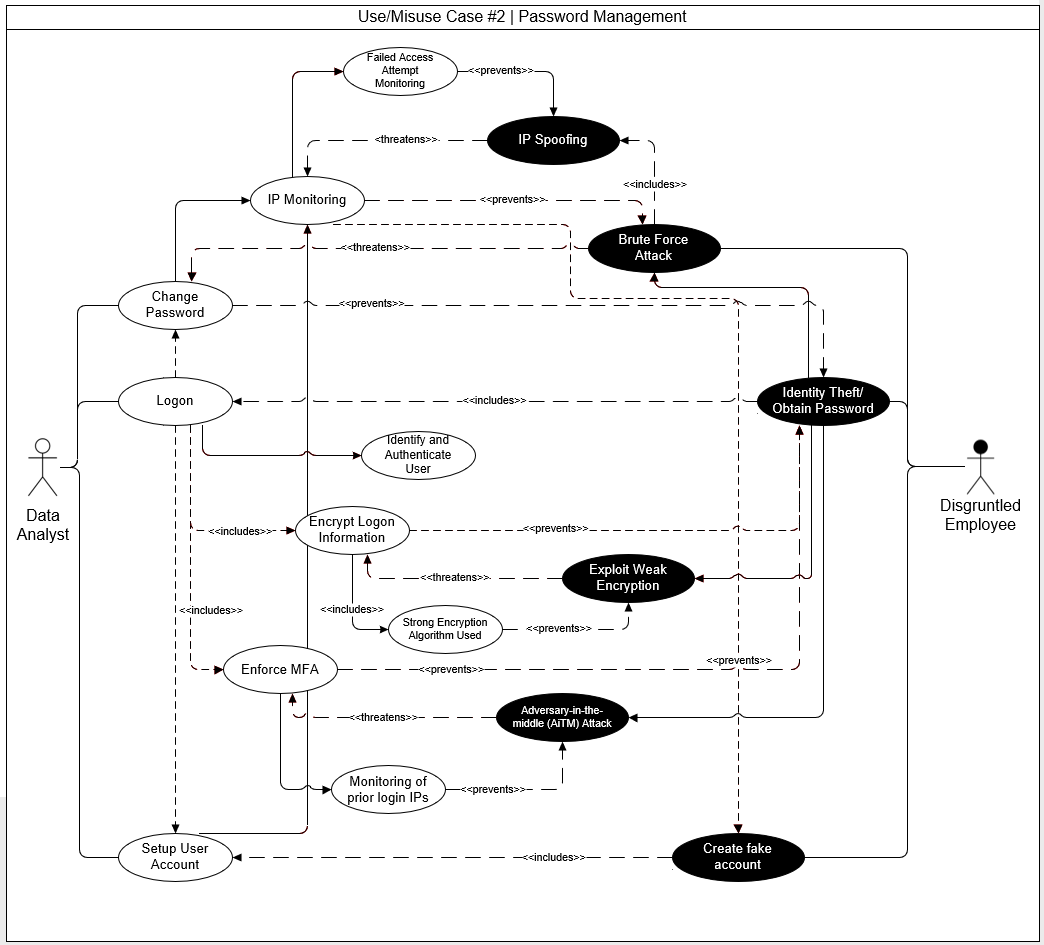 Use/Misuse Case #2 | Password Management
Failed Access
Attempt
Monitoring
<<prevents>>
<threatens>>
IP Spoofing
<<includes>>
IP Monitoring
<<prevents>>
Brute Force
Attack
<<threatens>>
Change
Password
<<prevents>>
Identity Theft/
Obtain Password
Logon
<<includes>>
Identify and
Authenticate
User
Data
Analyst
Disgruntled
Employee
Encrypt Logon
Information
<<includes>>
<<prevents>>
Exploit Weak
Encryption
<<threatens>>
<<includes>>
<<includes>>
Strong Encryption
Algorithm Used
<<prevents>>
Enforce MFA
<<prevents>>
<<prevents>>
Adversary-in-the-
middle (AiTM) Attack
<<threatens>>
Monitoring of
prior login IPs
<<prevents>>
Setup User
Account
<<includes>>
Create fake
account